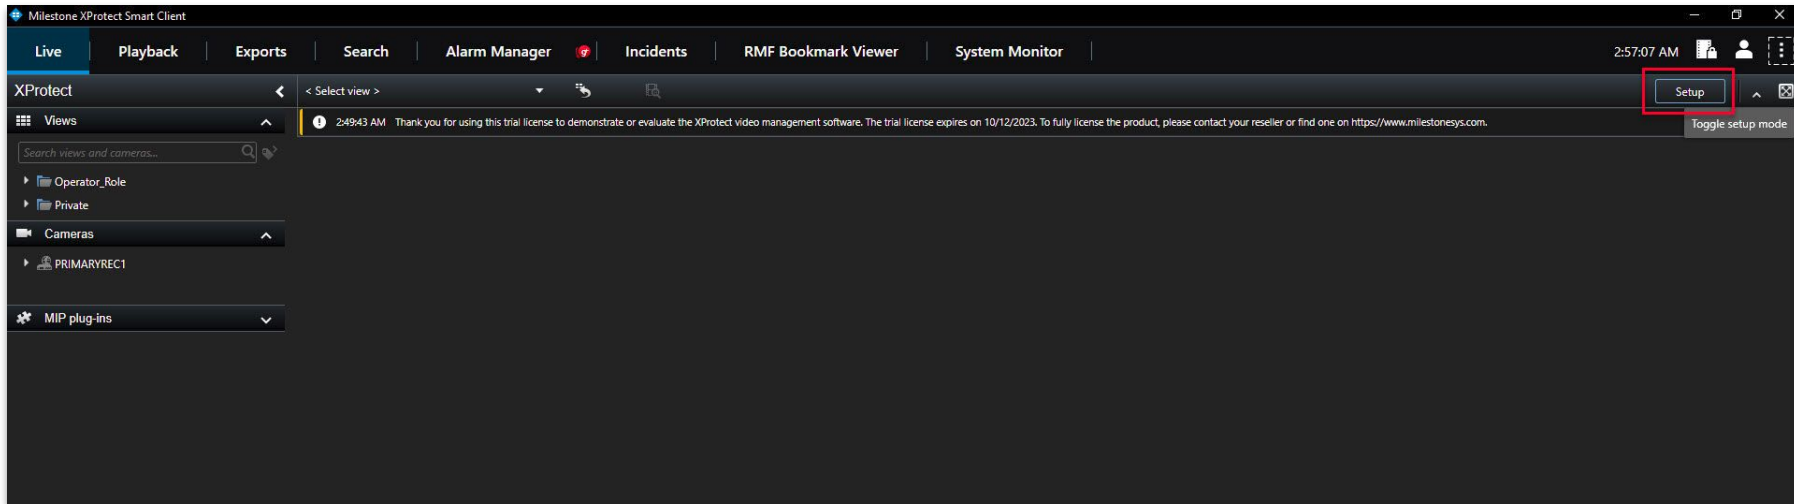 Milestone XProtect Smart Client
Live Playback Exports Search Alarm Manager Incidents RMF Bookmark Viewer System Monitor 2:57:07 AM
XProtect < Select view > Setup
Views
2:49:43 AM Thank you for using this trial license to demonstrate or evaluate the XProtect video management software. The trial license expires on 10/12/2023. To fully license the product, please contact your reseller or find one on https://www.milestonesys.com.
Toggle setup mode
Search views and cameras...
Operator_Role
Private
Cameras
PRIMARYREC1
MIP plug-ins